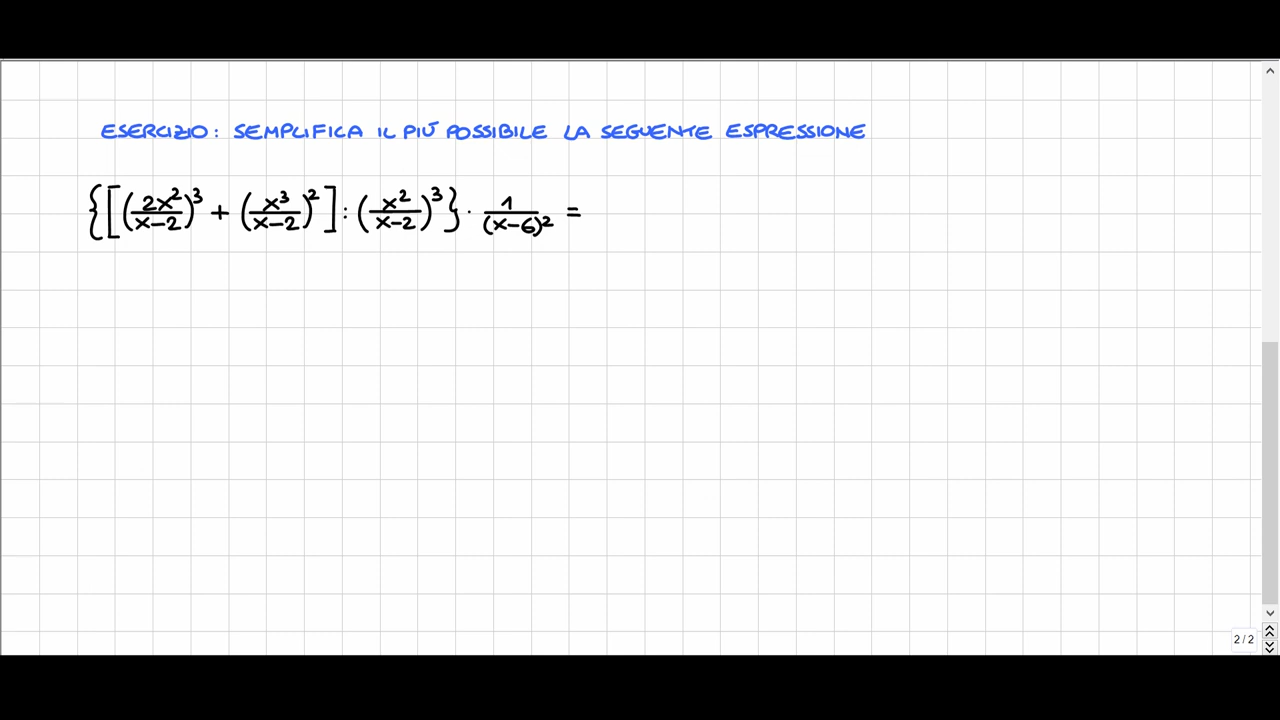 ESERCIZIO: SEMPLIFICA IL PIÙ POSSIBILE LA SEGUENTE ESPRESSIONE
{[(2x²/(x-2))³ + (x³/(x-2))²] : (x²/(x-2))³} · 1/(x-6)² =
2/2